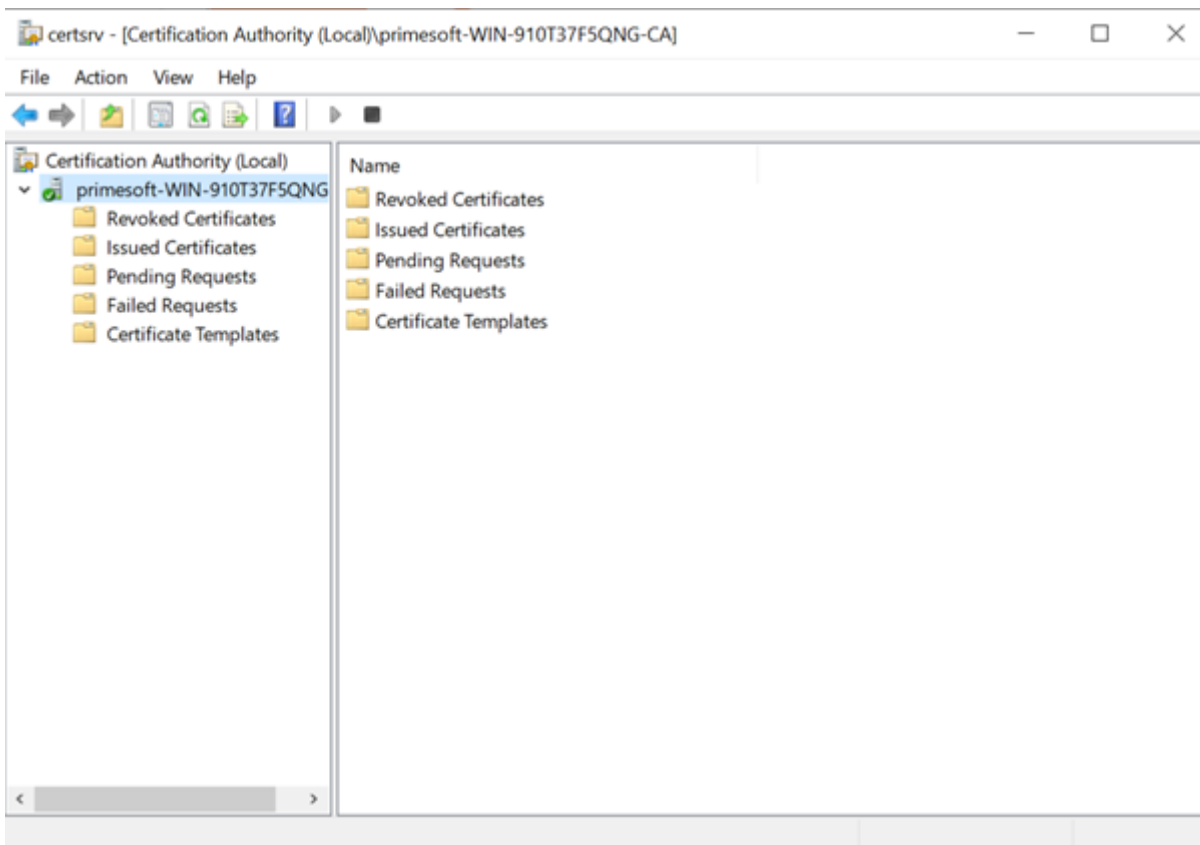 certsrv - [Certification Authority (Local)\primesoft-WIN-910T37F5QNG-CA]
File Action View Help
Certification Authority (Local)
primesoft-WIN-910T37F5QNG
Revoked Certificates
Issued Certificates
Pending Requests
Failed Requests
Certificate Templates
Name
Revoked Certificates
Issued Certificates
Pending Requests
Failed Requests
Certificate Templates